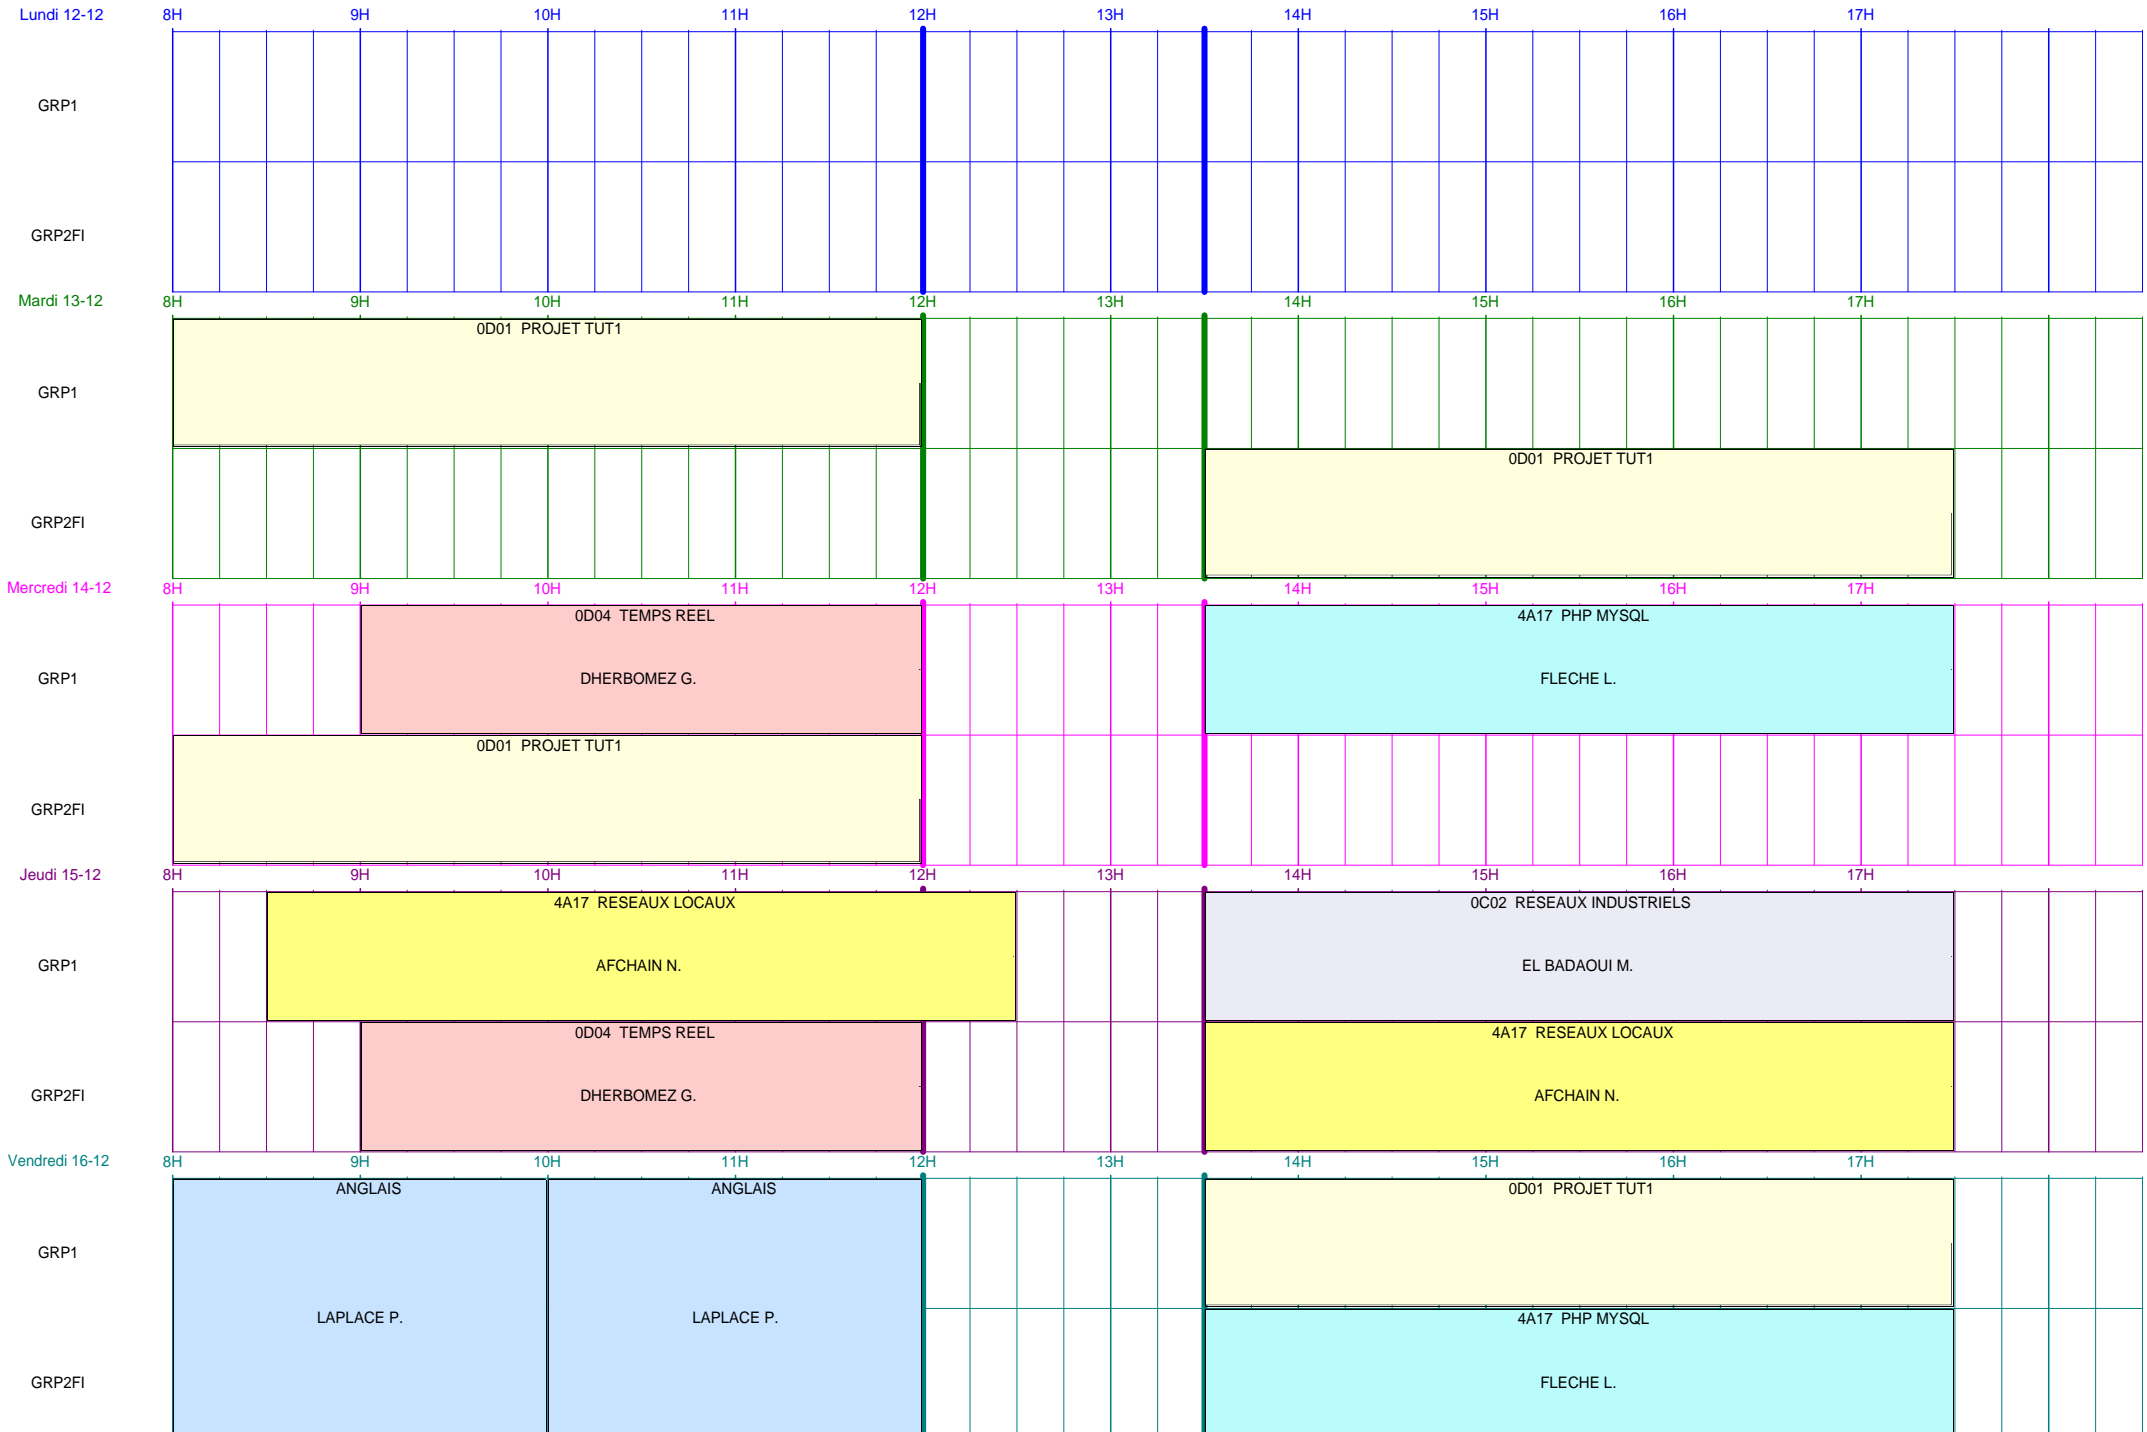 Lundi 12-12 8H 9H 10H 11H 12H 13H 14H 15H 16H 17H
GRP1
GRP2FI
Mardi 13-12 8H 9H 10H 11H 12H 13H 14H 15H 16H 17H
0D01 PROJET TUT1
GRP1
0D01 PROJET TUT1
GRP2FI
Mercredi 14-12 8H 9H 10H 11H 12H 13H 14H 15H 16H 17H
0D04 TEMPS REEL 4A17 PHP MYSQL
GRP1 DHERBOMEZ G. FLECHE L.
0D01 PROJET TUT1
GRP2FI
Jeudi 15-12 8H 9H 10H 11H 12H 13H 14H 15H 16H 17H
4A17 RESEAUX LOCAUX 0C02 RESEAUX INDUSTRIELS
GRP1 AFCHAIN N. EL BADAOUI M.
0D04 TEMPS REEL 4A17 RESEAUX LOCAUX
GRP2FI DHERBOMEZ G. AFCHAIN N.
Vendredi 16-12 8H 9H 10H 11H 12H 13H 14H 15H 16H 17H
ANGLAIS ANGLAIS 0D01 PROJET TUT1
GRP1
LAPLACE P. LAPLACE P. 4A17 PHP MYSQL
GRP2FI FLECHE L.